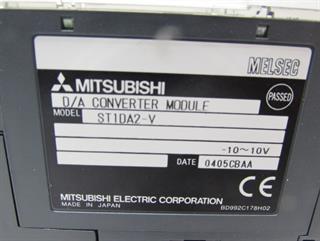 MELSEC
MITSUBISHI
PASSED
D/A CONVERTER MODULE
MODEL ST1DA2-V
-10~10V
DATE 0405CBAA
MITSUBISHI ELECTRIC CORPORATION
MADE IN JAPAN BD992C178H02
CE